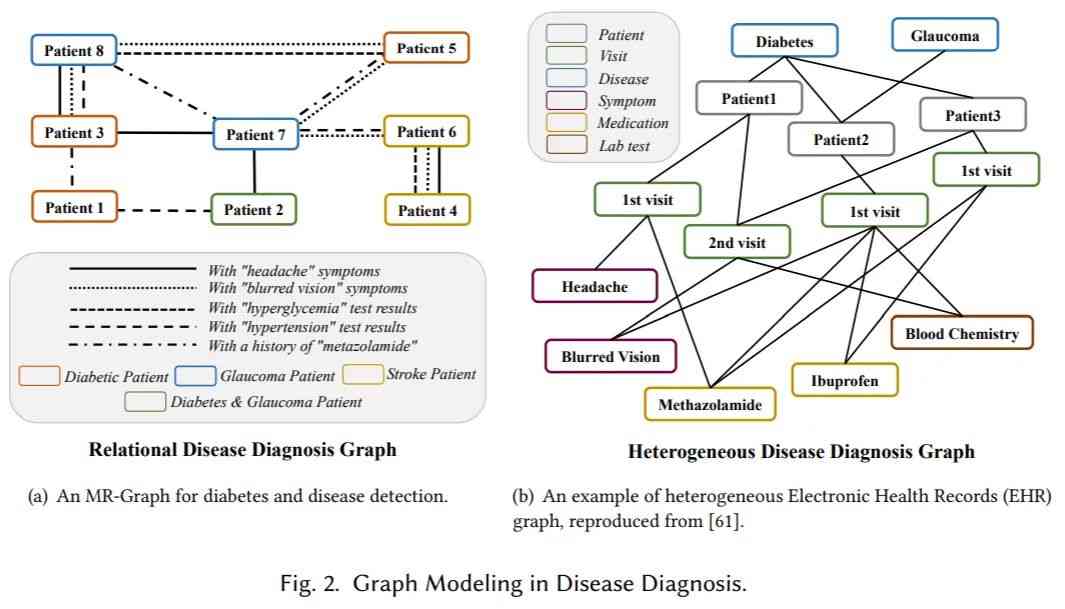 Patient 8
Patient 5
Patient 3
Patient 7
Patient 6
Patient 1
Patient 2
Patient 4
With "headache" symptoms
With "blurred vision" symptoms
With "hyperglycemia" test results
With "hypertension" test results
With a history of "metazolamide"
Diabetic Patient
Glaucoma Patient
Stroke Patient
Diabetes & Glaucoma Patient
Relational Disease Diagnosis Graph
(a) An MR-Graph for diabetes and disease detection.
Patient
Visit
Disease
Symptom
Medication
Lab test
Diabetes
Glaucoma
Patient1
Patient2
Patient3
1st visit
1st visit
1st visit
2nd visit
Headache
Blurred Vision
Blood Chemistry
Ibuprofen
Methazolamide
Heterogeneous Disease Diagnosis Graph
(b) An example of heterogeneous Electronic Health Records (EHR)
graph, reproduced from [61].
Fig. 2. Graph Modeling in Disease Diagnosis.